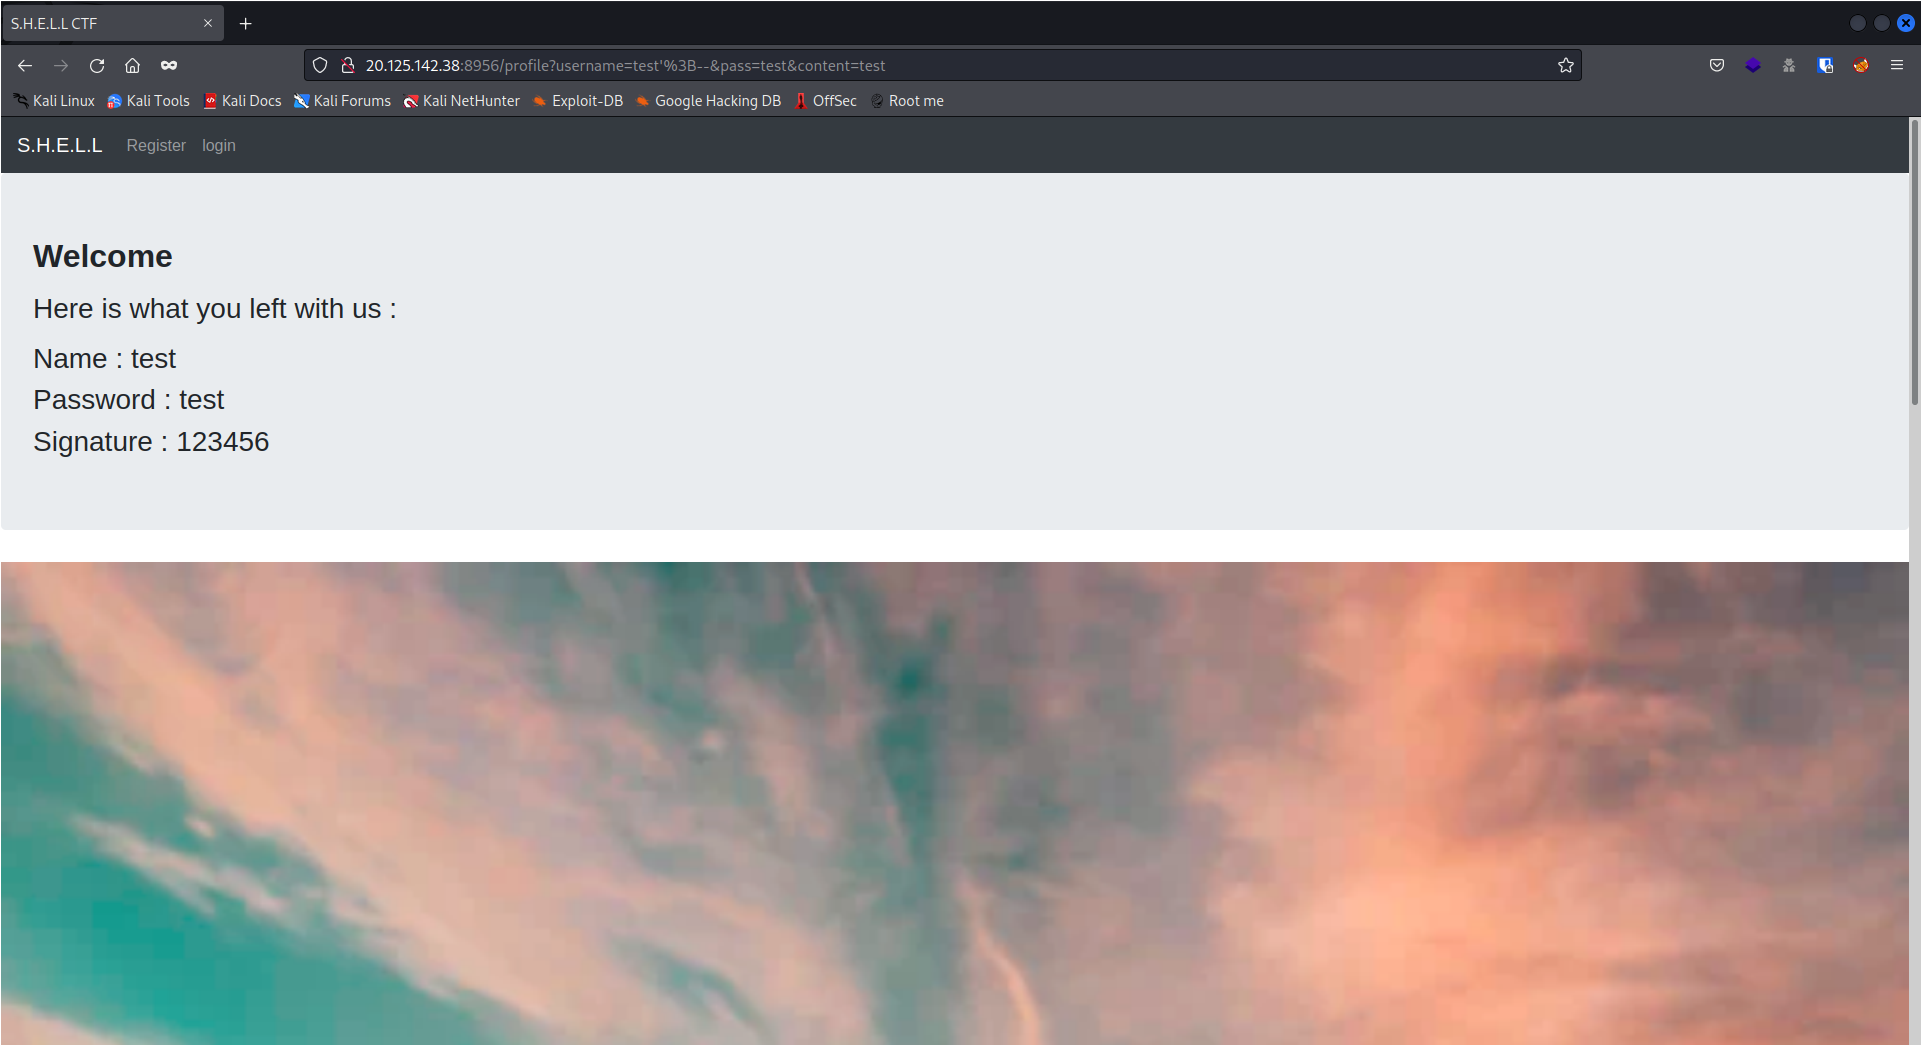 S.H.E.L.L CTF
20.125.142.38:8956/profile?username=test'%3B--&pass=test&content=test
Kali Linux Kali Tools Kali Docs Kali Forums Kali NetHunter Exploit-DB Google Hacking DB OffSec Root me
S.H.E.L.L Register login
Welcome
Here is what you left with us :
Name : test
Password : test
Signature : 123456